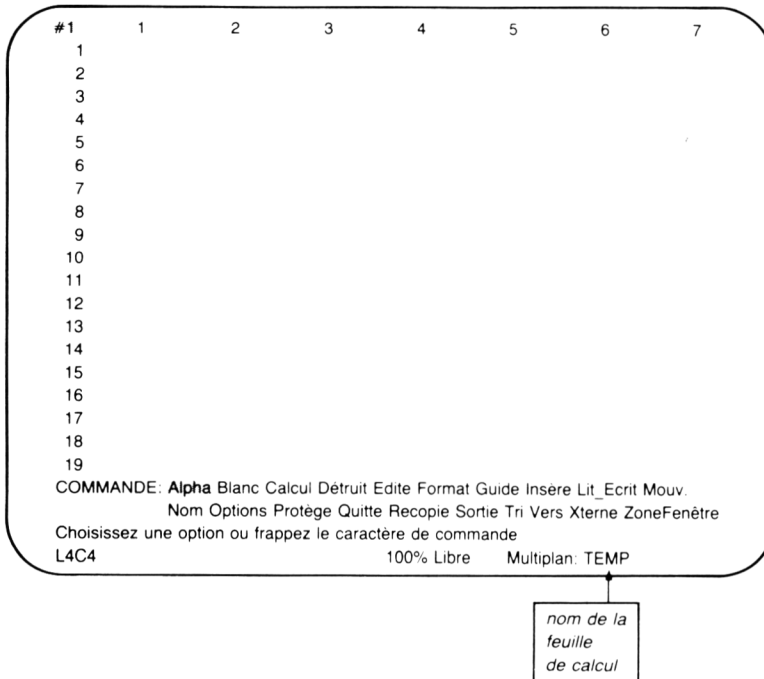 #1 1 2 3 4 5 6 7
1
2
3
4
5
6
7
8
9
10
11
12
13
14
15
16
17
18
19
COMMANDE: Alpha Blanc Calcul Détruit Edite Format Guide Insère Lit_Ecrit Mouv.
Nom Options Protège Quitte Recopie Sortie Tri Vers Xterne ZoneFenêtre
Choisissez une option ou frappez le caractère de commande
L4C4 100% Libre Multiplan: TEMP
nom de la
feuille
de calcul